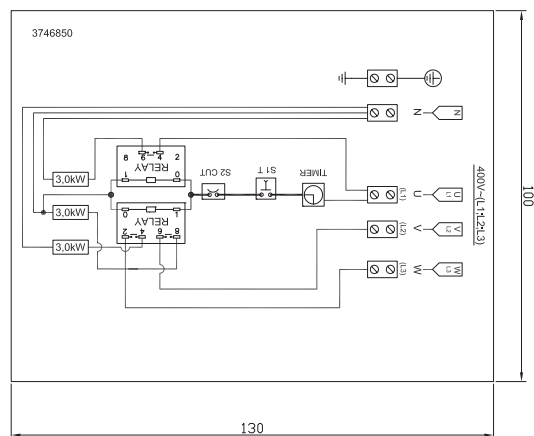 3746850
N N
8 6 4 2
RELAY
1 0
3,0kW
S2 CUT
S1 T
TIMER
(L1) U U L1
400V~(L1;L2;L3)
100
3,0kW
0 1
RELAY
2 4 6 8
(L2) V V L2
3,0kW
(L3) W W L3
130